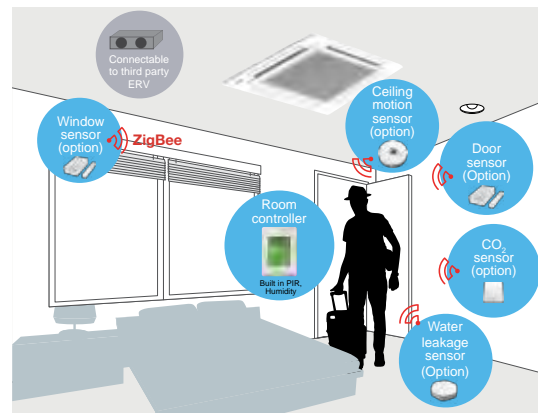 Connectable
to third party
ERV
Window
sensor
(option)
ZigBee
Ceiling
motion
sensor
(option)
Door
sensor
(Option)
Room
controller
Built in PIR,
Humidity
CO₂
sensor
(option)
Water
leakage
sensor
(Option)